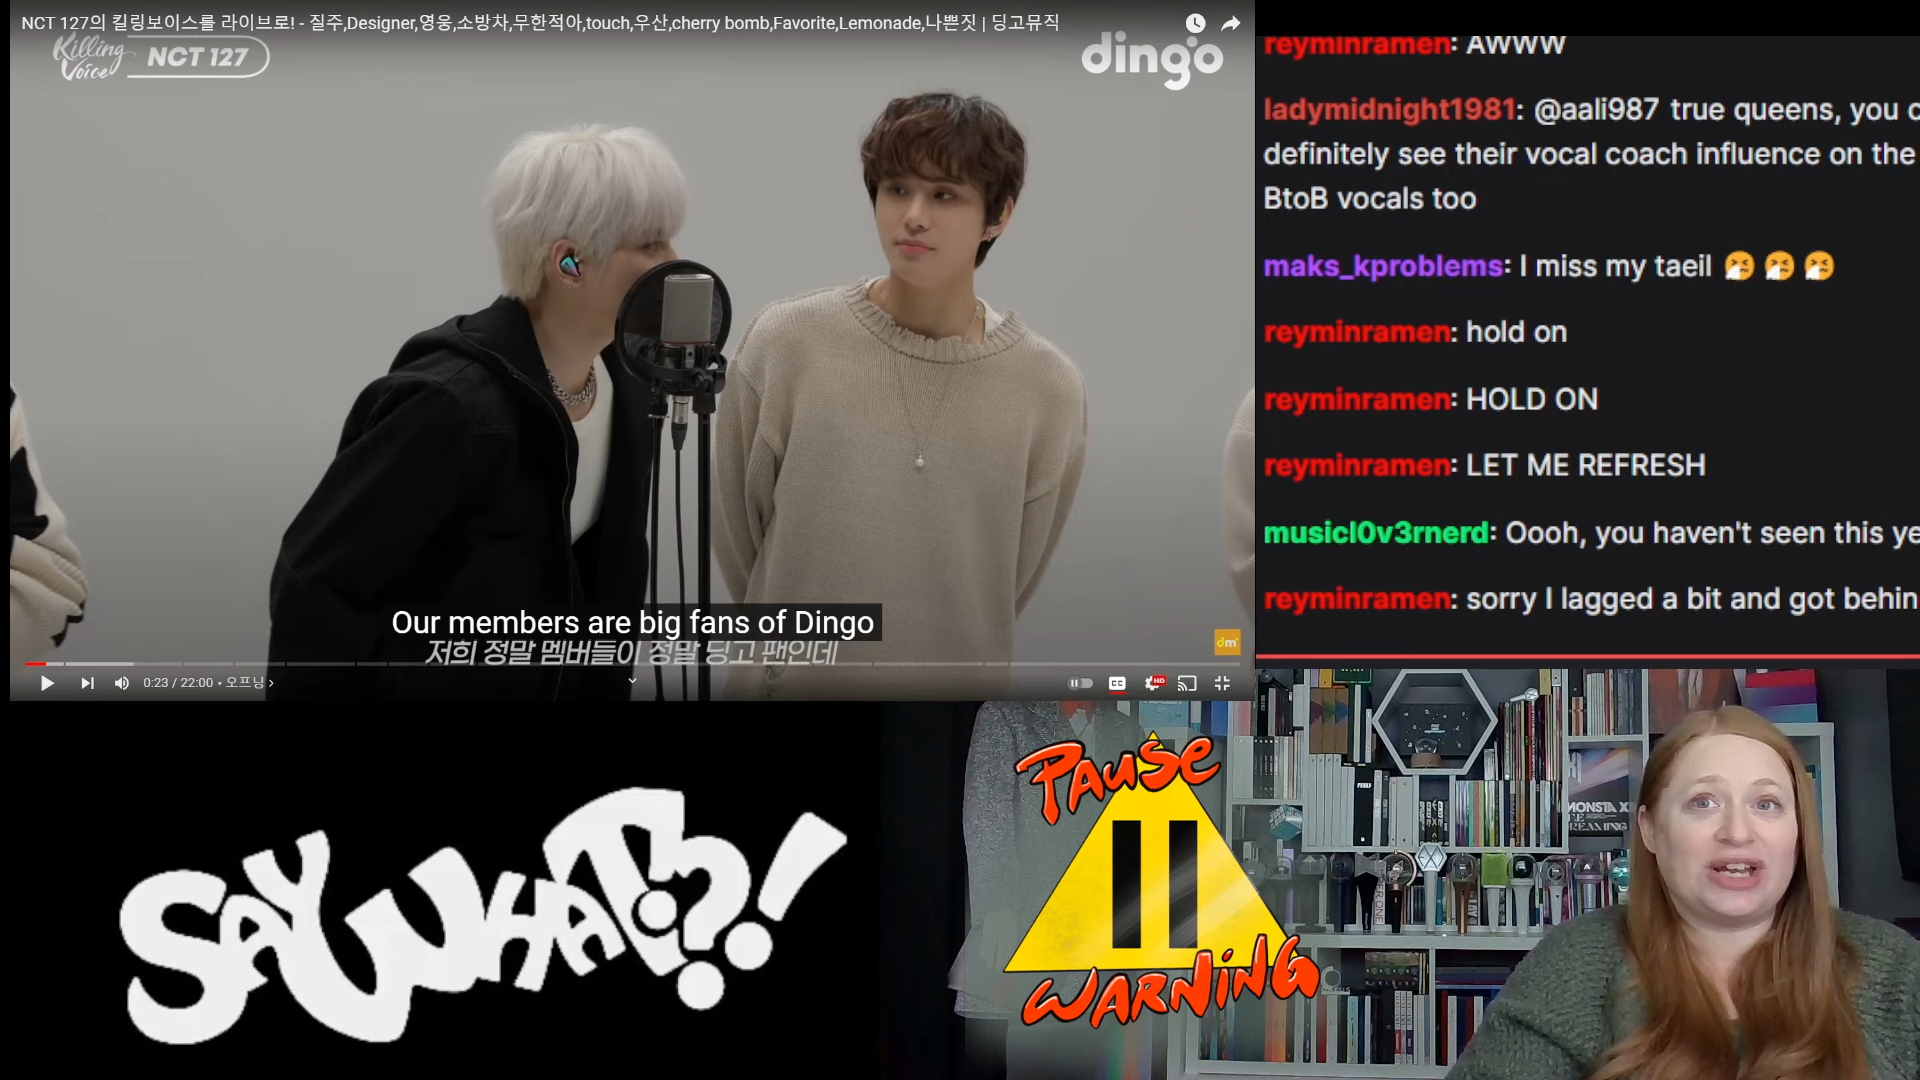 NCT 127의 킬링보이스를 라이브로! - 질주,Designer,영웅,소방차,무한적아,touch,우산,cherry bomb,Favorite,Lemonade,나쁜짓 | 딩고뮤직
Killing Voice
NCT 127
dingo
Our members are big fans of Dingo
저희 정말 멤버들이 정말 딩고 팬인데
dm
0:23 / 22:00 • 오프닝 ›
CC
HD
reyminramen: AWWW
ladymidnight1981: @aali987 true queens, you c
definitely see their vocal coach influence on the
BtoB vocals too
maks_kproblems: I miss my taeil 🤧 🤧 🤧
reyminramen: hold on
reyminramen: HOLD ON
reyminramen: LET ME REFRESH
musicl0v3rnerd: Oooh, you haven't seen this ye
reyminramen: sorry I lagged a bit and got behin
SAY WHAT?!
PAUSE
WARNING
MONSTA X